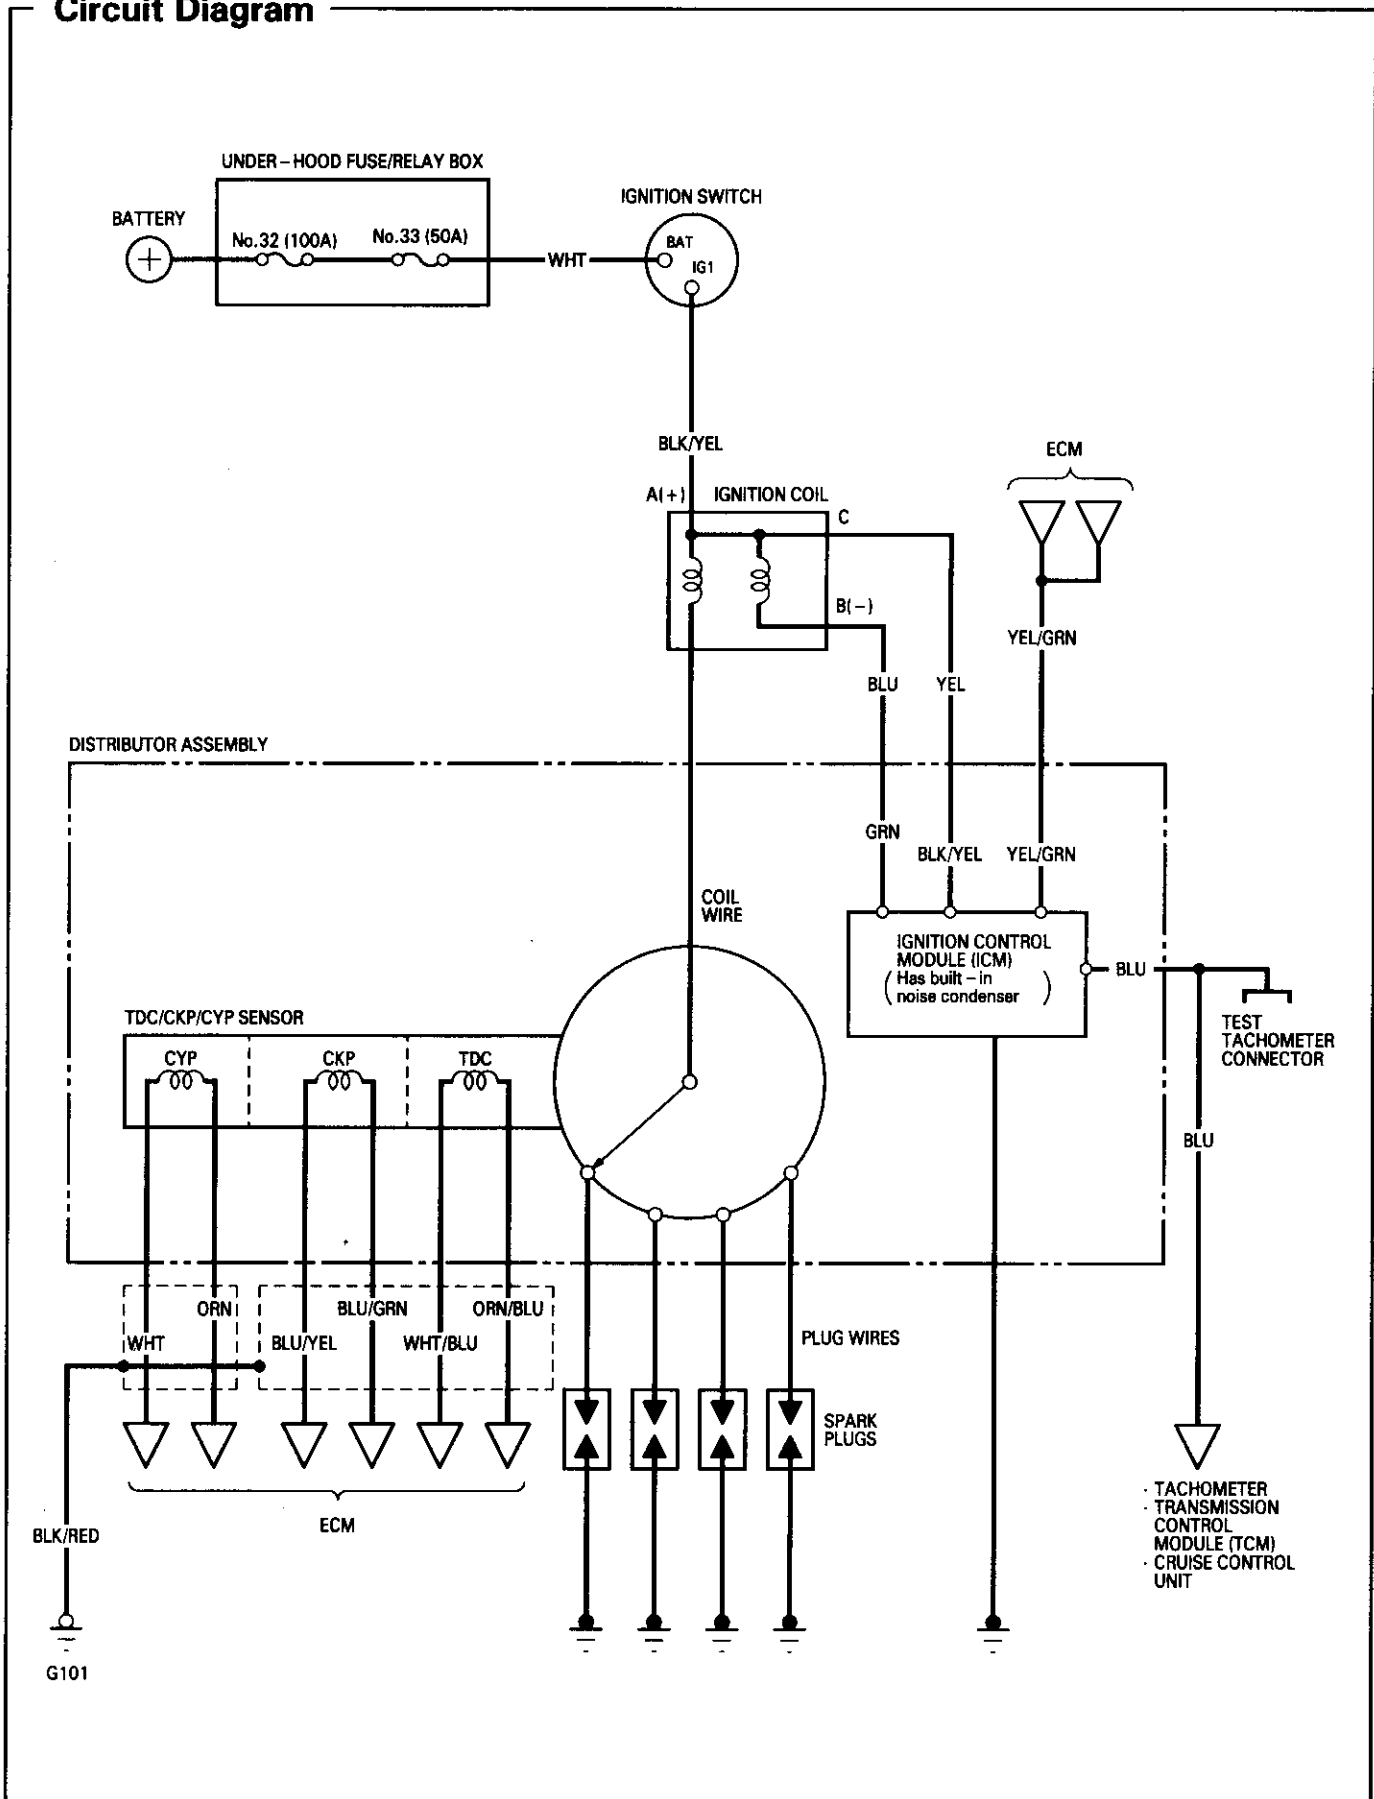 Circuit Diagram
UNDER–HOOD FUSE/RELAY BOX
IGNITION SWITCH
BATTERY
No.32 (100A)
No.33 (50A)
BAT
WHT
IG1
BLK/YEL
ECM
A(+)
IGNITION COIL
C
B(–)
YEL/GRN
BLU
YEL
DISTRIBUTOR ASSEMBLY
GRN
BLK/YEL
YEL/GRN
COIL
WIRE
IGNITION CONTROL
MODULE (ICM)
(Has built–in
noise condenser)
BLU
TEST
TACHOMETER
CONNECTOR
TDC/CKP/CYP SENSOR
CYP
CKP
TDC
BLU
ORN
BLU/GRN
ORN/BLU
WHT
BLU/YEL
WHT/BLU
PLUG WIRES
SPARK
PLUGS
ECM
BLK/RED
· TACHOMETER
· TRANSMISSION
CONTROL
MODULE (TCM)
· CRUISE CONTROL
UNIT
G101